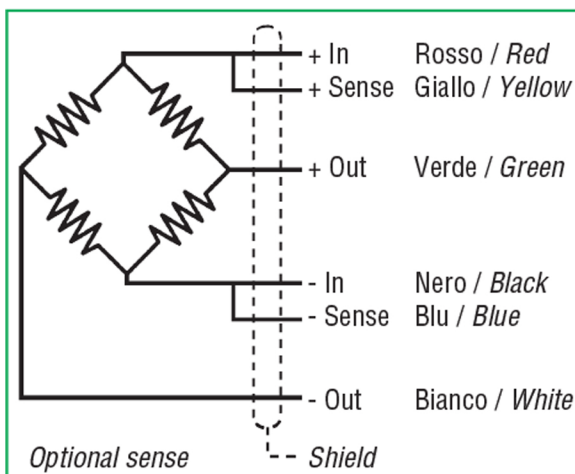 + In Rosso / Red
+ Sense Giallo / Yellow
+ Out Verde / Green
- In Nero / Black
- Sense Blu / Blue
- Out Bianco / White
Optional sense Shield